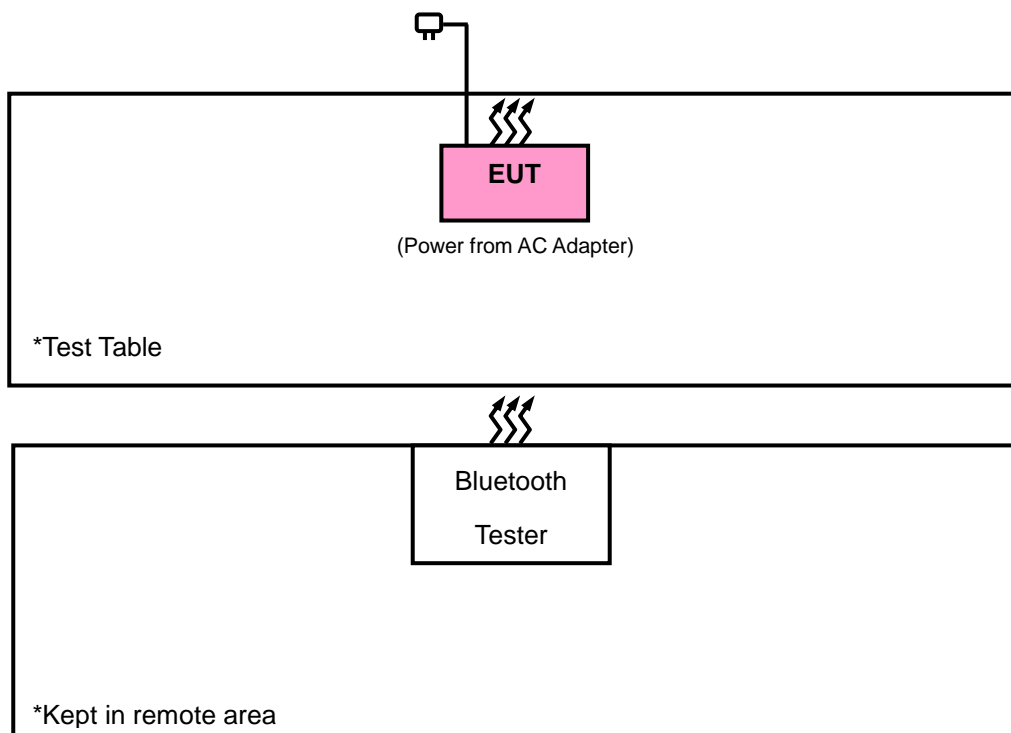 EUT
(Power from AC Adapter)
*Test Table
Bluetooth
Tester
*Kept in remote area